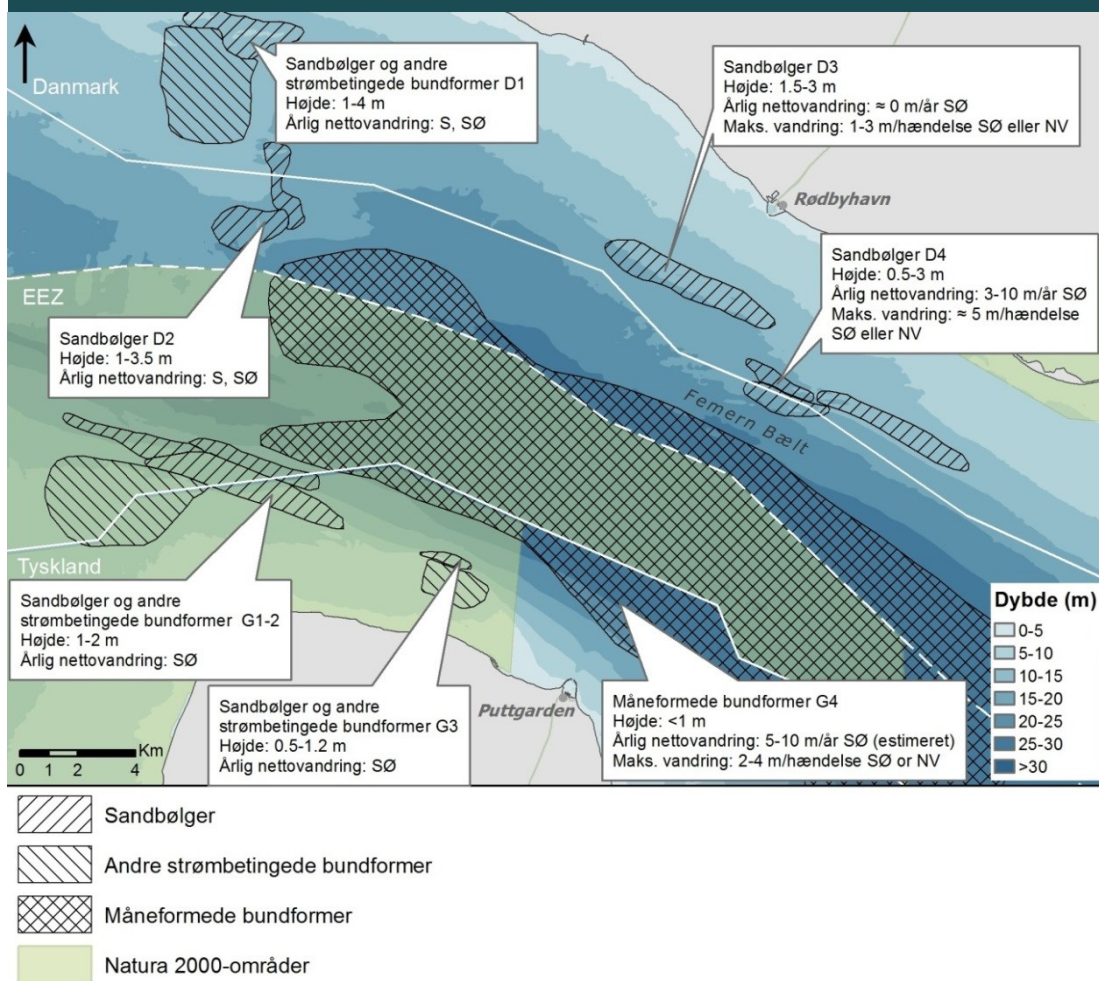 Danmark
Sandbølger og andre
strømbetingede bundformer D1
Højde: 1-4 m
Årlig nettovandring: S, SØ
Sandbølger D3
Højde: 1.5-3 m
Årlig nettovandring: ≈ 0 m/år SØ
Maks. vandring: 1-3 m/hændelse SØ eller NV
Rødbyhavn
Sandbølger D4
Højde: 0.5-3 m
Årlig nettovandring: 3-10 m/år SØ
Maks. vandring: ≈ 5 m/hændelse
SØ eller NV
EEZ
Sandbølger D2
Højde: 1-3.5 m
Årlig nettovandring: S, SØ
Femern Bælt
Tyskland
Sandbølger og andre
strømbetingede bundformer G1-2
Højde: 1-2 m
Årlig nettovandring: SØ
Sandbølger og andre
strømbetingede bundformer G3
Højde: 0.5-1.2 m
Årlig nettovandring: SØ
Puttgarden
Måneformede bundformer G4
Højde: <1 m
Årlig nettovandring: 5-10 m/år SØ (estimeret)
Maks. vandring: 2-4 m/hændelse SØ or NV
Dybde (m)
0-5
5-10
10-15
15-20
20-25
25-30
>30
Km
0 1 2 4
Sandbølger
Andre strømbetingede bundformer
Måneformede bundformer
Natura 2000-områder